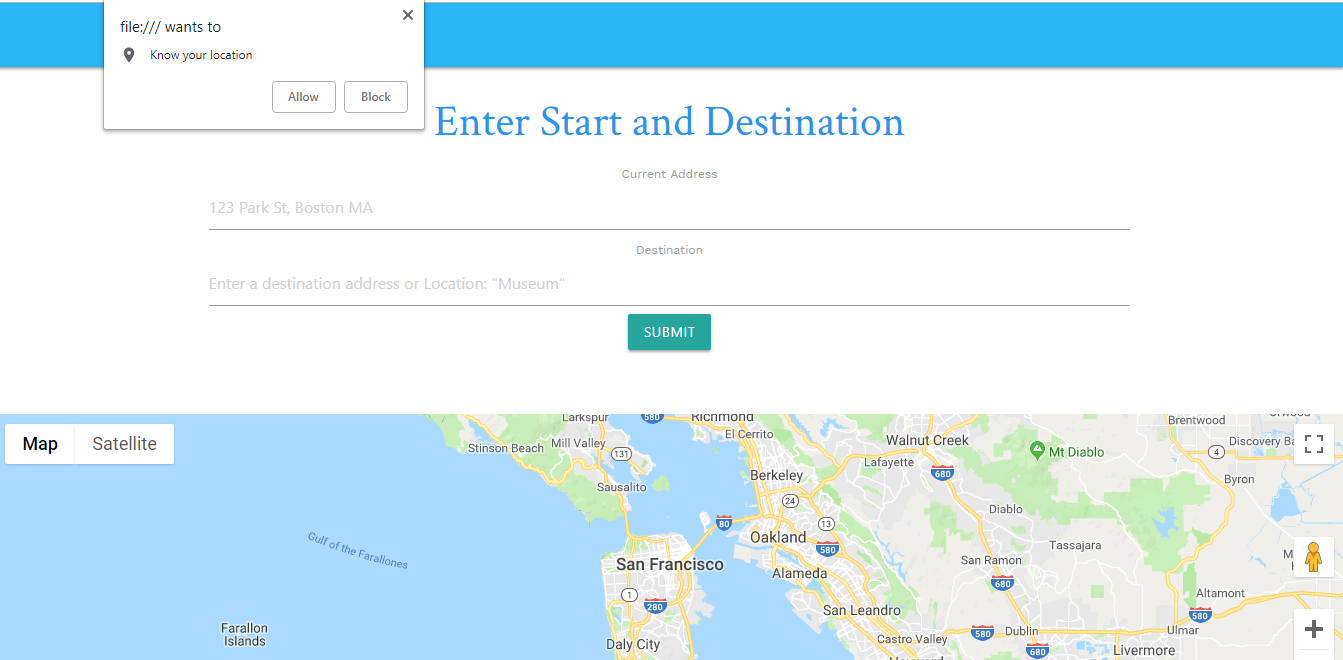 file:/// wants to
Know your location
Allow Block
Enter Start and Destination
Current Address
123 Park St, Boston MA
Destination
Enter a destination address or Location: "Museum"
SUBMIT
Map Satellite
Larkspur
580
Richmond
Brentwood
Stinson Beach
Mill Valley
131
El Cerrito
Walnut Creek
Mt Diablo
4
Discovery Ba
Berkeley
Lafayette
680
Byron
Sausalito
24
Diablo
80
13
Gulf of the Farallones
Oakland
580
Tassajara
San Francisco
Alameda
San Ramon
680
1
280
San Leandro
Altamont
580
Farallon
Islands
Daly City
Castro Valley
580
Dublin
Ulmar
680
Livermore